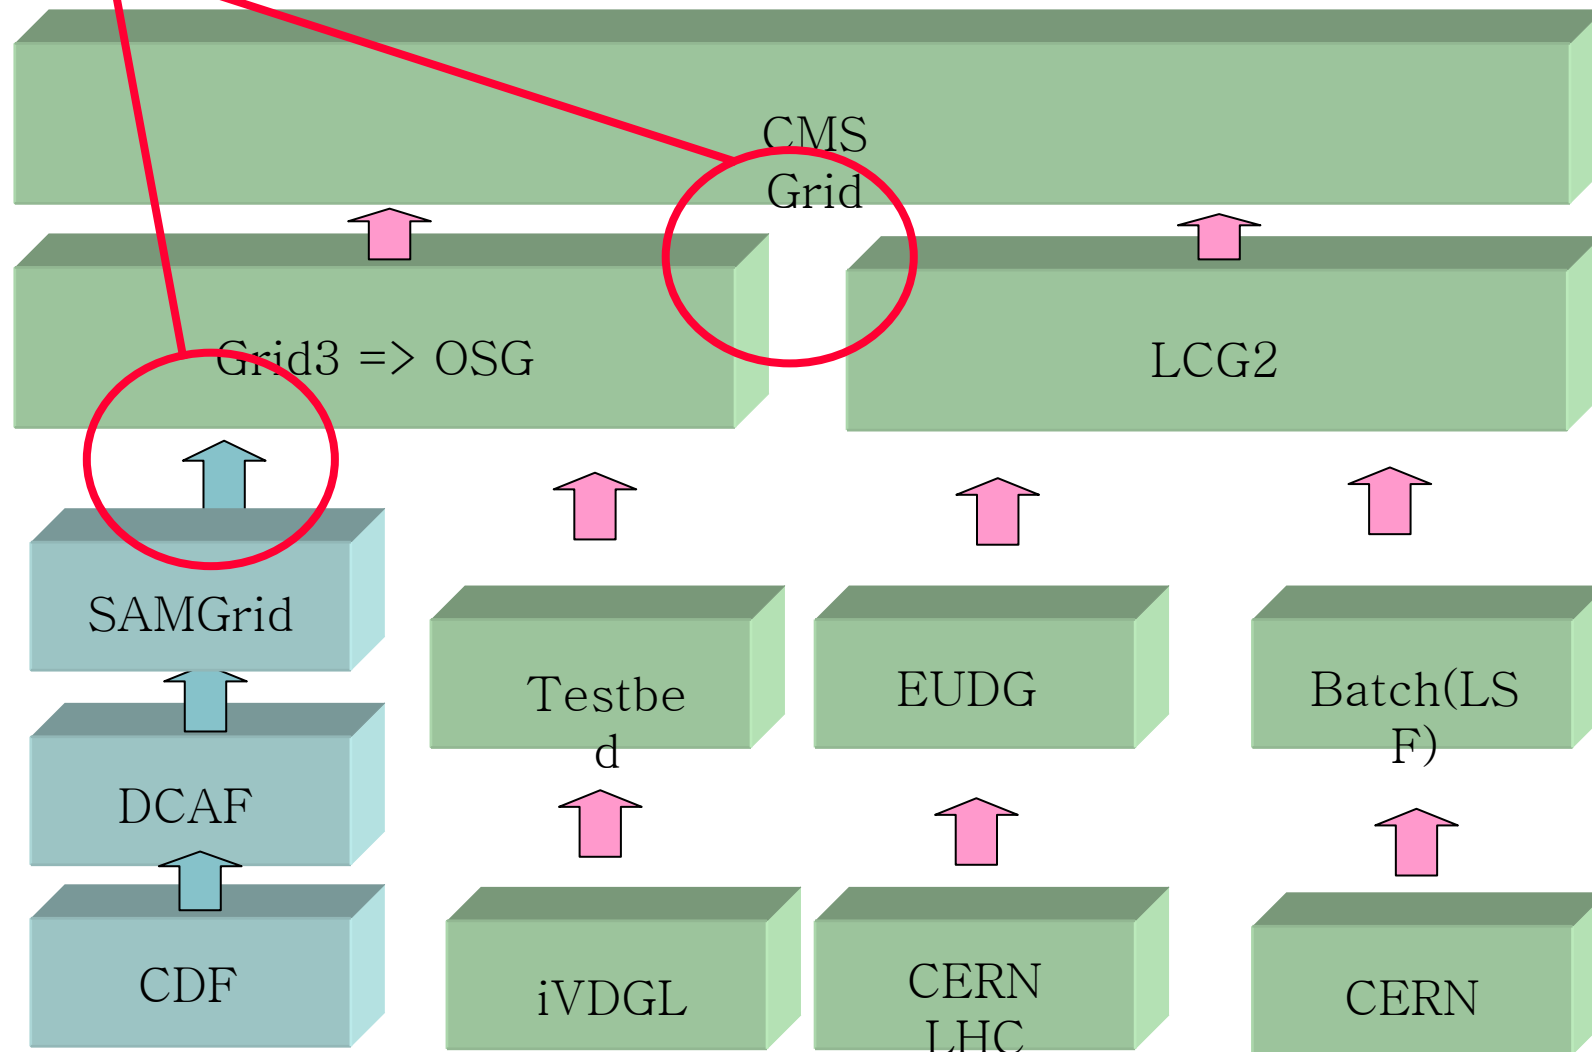 CMS
Grid
Grid3 => OSG
LCG2
SAMGrid
Testbe
d
EUDG
Batch(LS
F)
DCAF
CDF
iVDGL
CERN
LHC
CERN